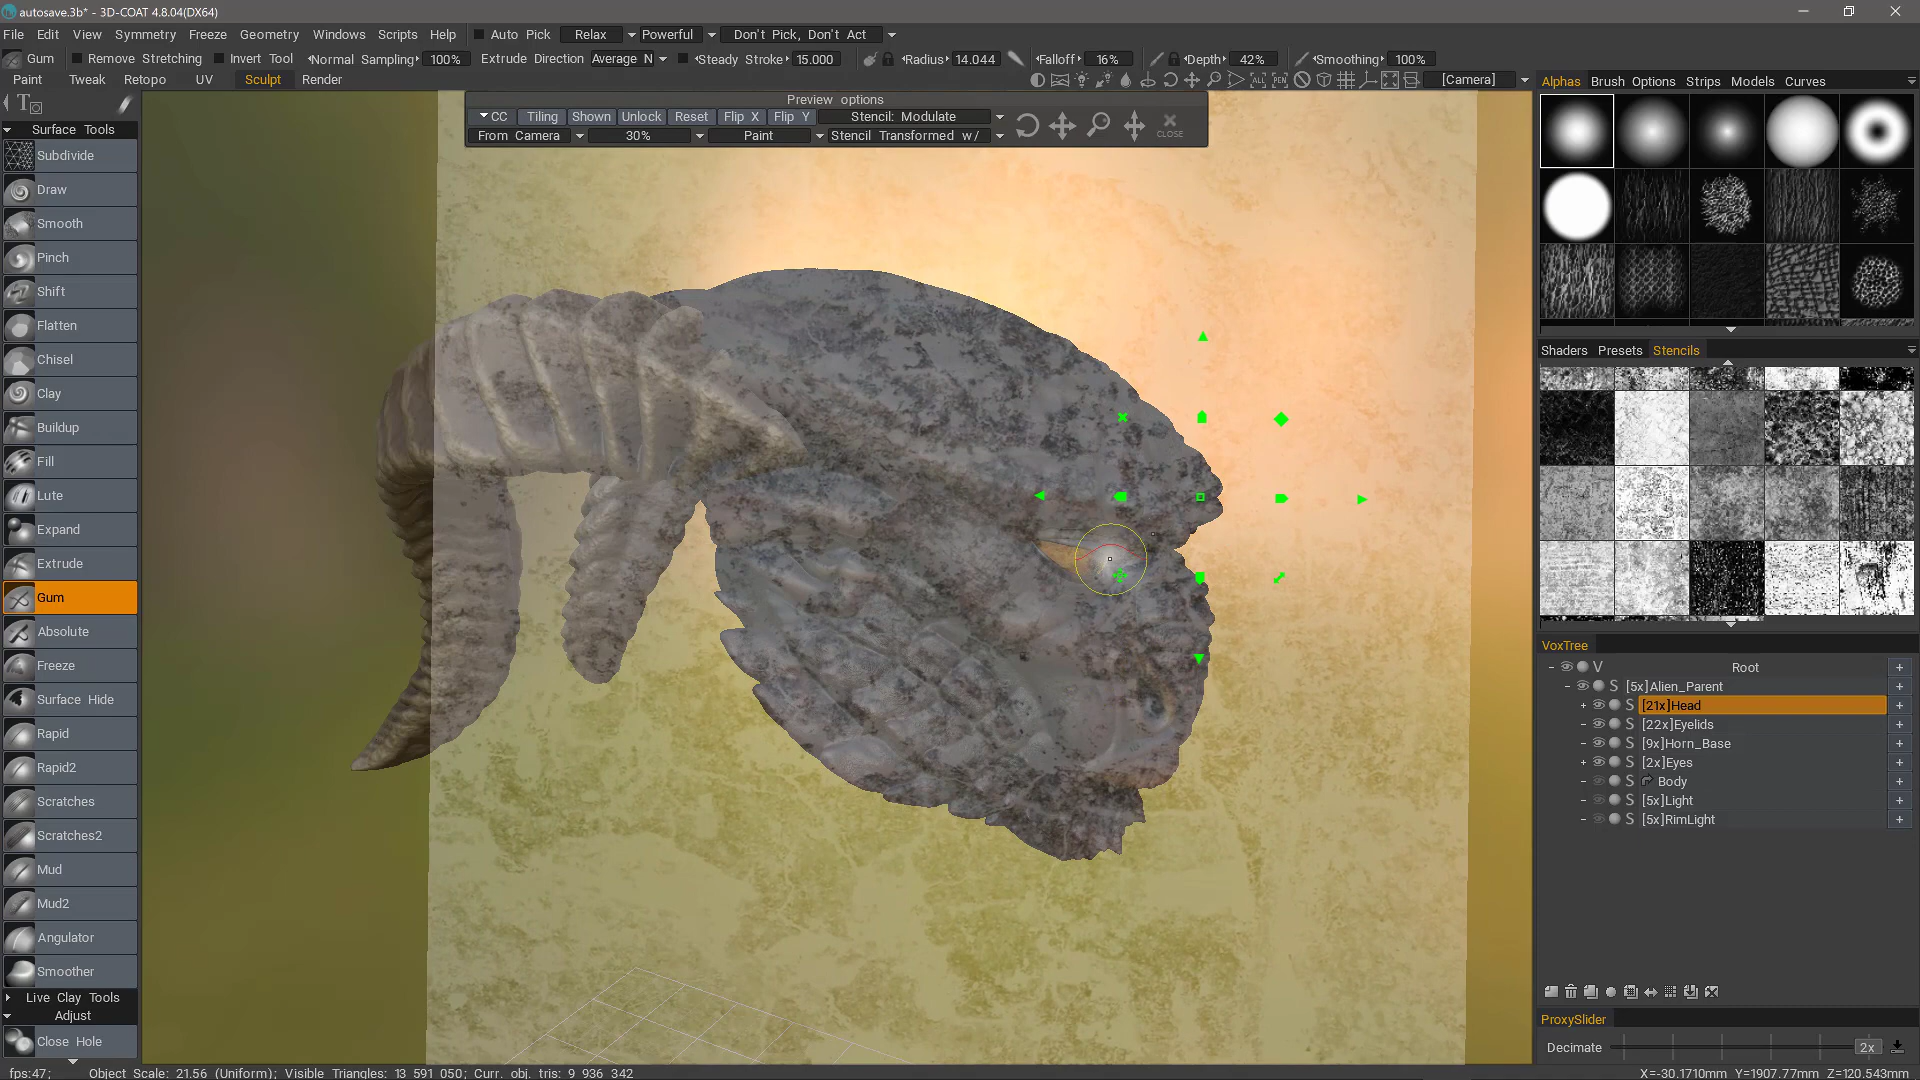 autosave.3b* - 3D-COAT 4.8.04(DX64)
File Edit View Symmetry Freeze Geometry Windows Scripts Help Auto Pick Relax Powerful Don't Pick, Don't Act
Gum Remove Stretching Invert Tool Normal Sampling 100% Extrude Direction Average N Steady Stroke 15.000 Radius 14.044 Falloff 16% Depth 42% Smoothing 100%
Paint Tweak Retopo UV Sculpt Render [Camera]
Alphas Brush Options Strips Models Curves
Preview options
CC Tiling Shown Unlock Reset Flip X Flip Y Stencil: Modulate
From Camera 30% Paint Stencil Transformed w/ CLOSE
Surface Tools
Subdivide
Draw
Smooth
Pinch
Shift
Flatten
Chisel
Clay
Buildup
Fill
Lute
Expand
Extrude
Gum
Absolute
Freeze
Surface Hide
Rapid
Rapid2
Scratches
Scratches2
Mud
Mud2
Angulator
Smoother
Live Clay Tools
Adjust
Close Hole
ALL PEN
Shaders Presets Stencils
VoxTree
V Root +
S [5x]Alien_Parent +
S [21x]Head +
S [22x]Eyelids +
S [9x]Horn_Base +
S [2x]Eyes +
S Body +
S [5x]Light +
S [5x]RimLight +
ProxySlider
Decimate 2x
fps:47; Object Scale: 21.56 (Uniform); Visible Triangles: 13 591 050; Curr. obj. tris: 9 936 342
X=-30.1710mm Y=1907.77mm Z=120.543mm